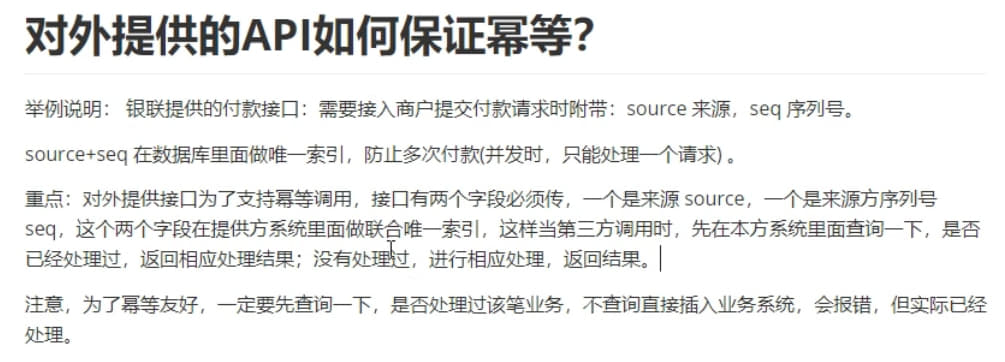 对外提供的API如何保证幂等？
举例说明： 银联提供的付款接口：需要接入商户提交付款请求时附带：source 来源，seq 序列号。
source+seq 在数据库里面做唯一索引，防止多次付款(并发时，只能处理一个请求) 。
重点：对外提供接口为了支持幂等调用，接口有两个字段必须传，一个是来源 source，一个是来源方序列号
seq，这个两个字段在提供方系统里面做联合唯一索引，这样当第三方调用时，先在本方系统里面查询一下，是否
已经处理过，返回相应处理结果；没有处理过，进行相应处理，返回结果。
注意，为了幂等友好，一定要先查询一下，是否处理过该笔业务，不查询直接插入业务系统，会报错，但实际已经
处理。